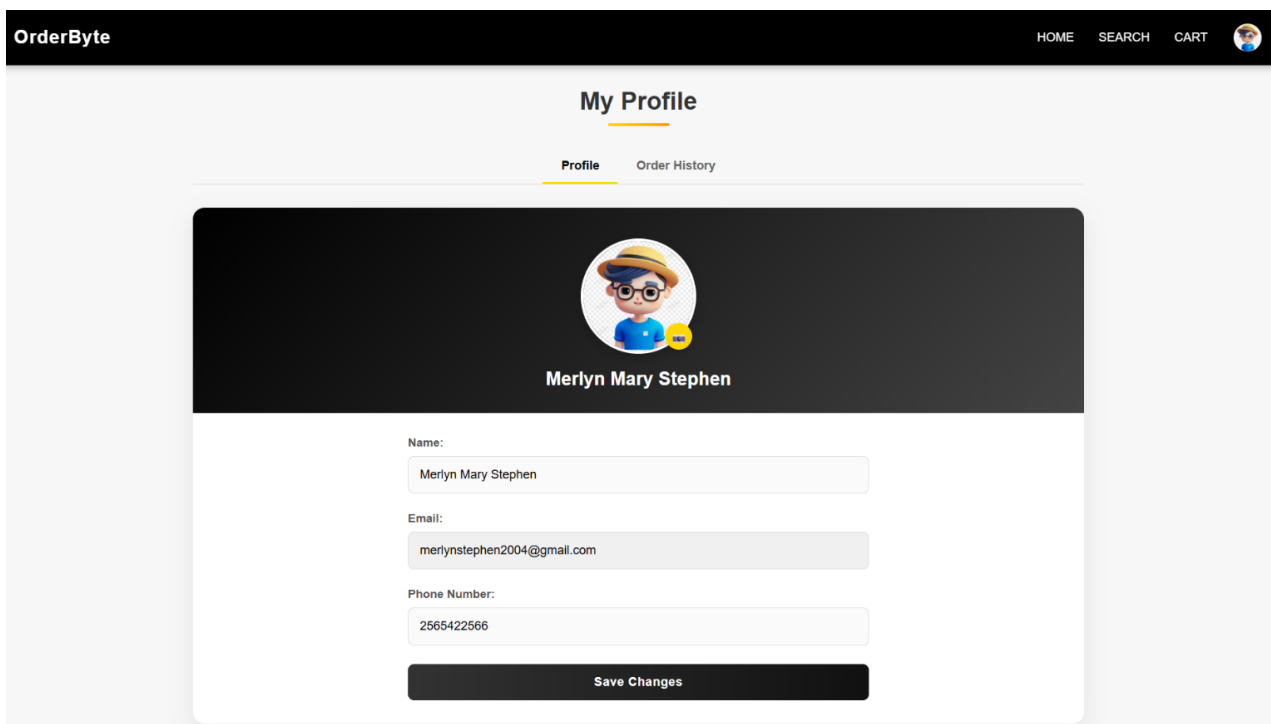 OrderByte HOME SEARCH CART
My Profile
Profile Order History
Merlyn Mary Stephen
Name:
Merlyn Mary Stephen
Email:
merlynstephen2004@gmail.com
Phone Number:
2565422566
Save Changes